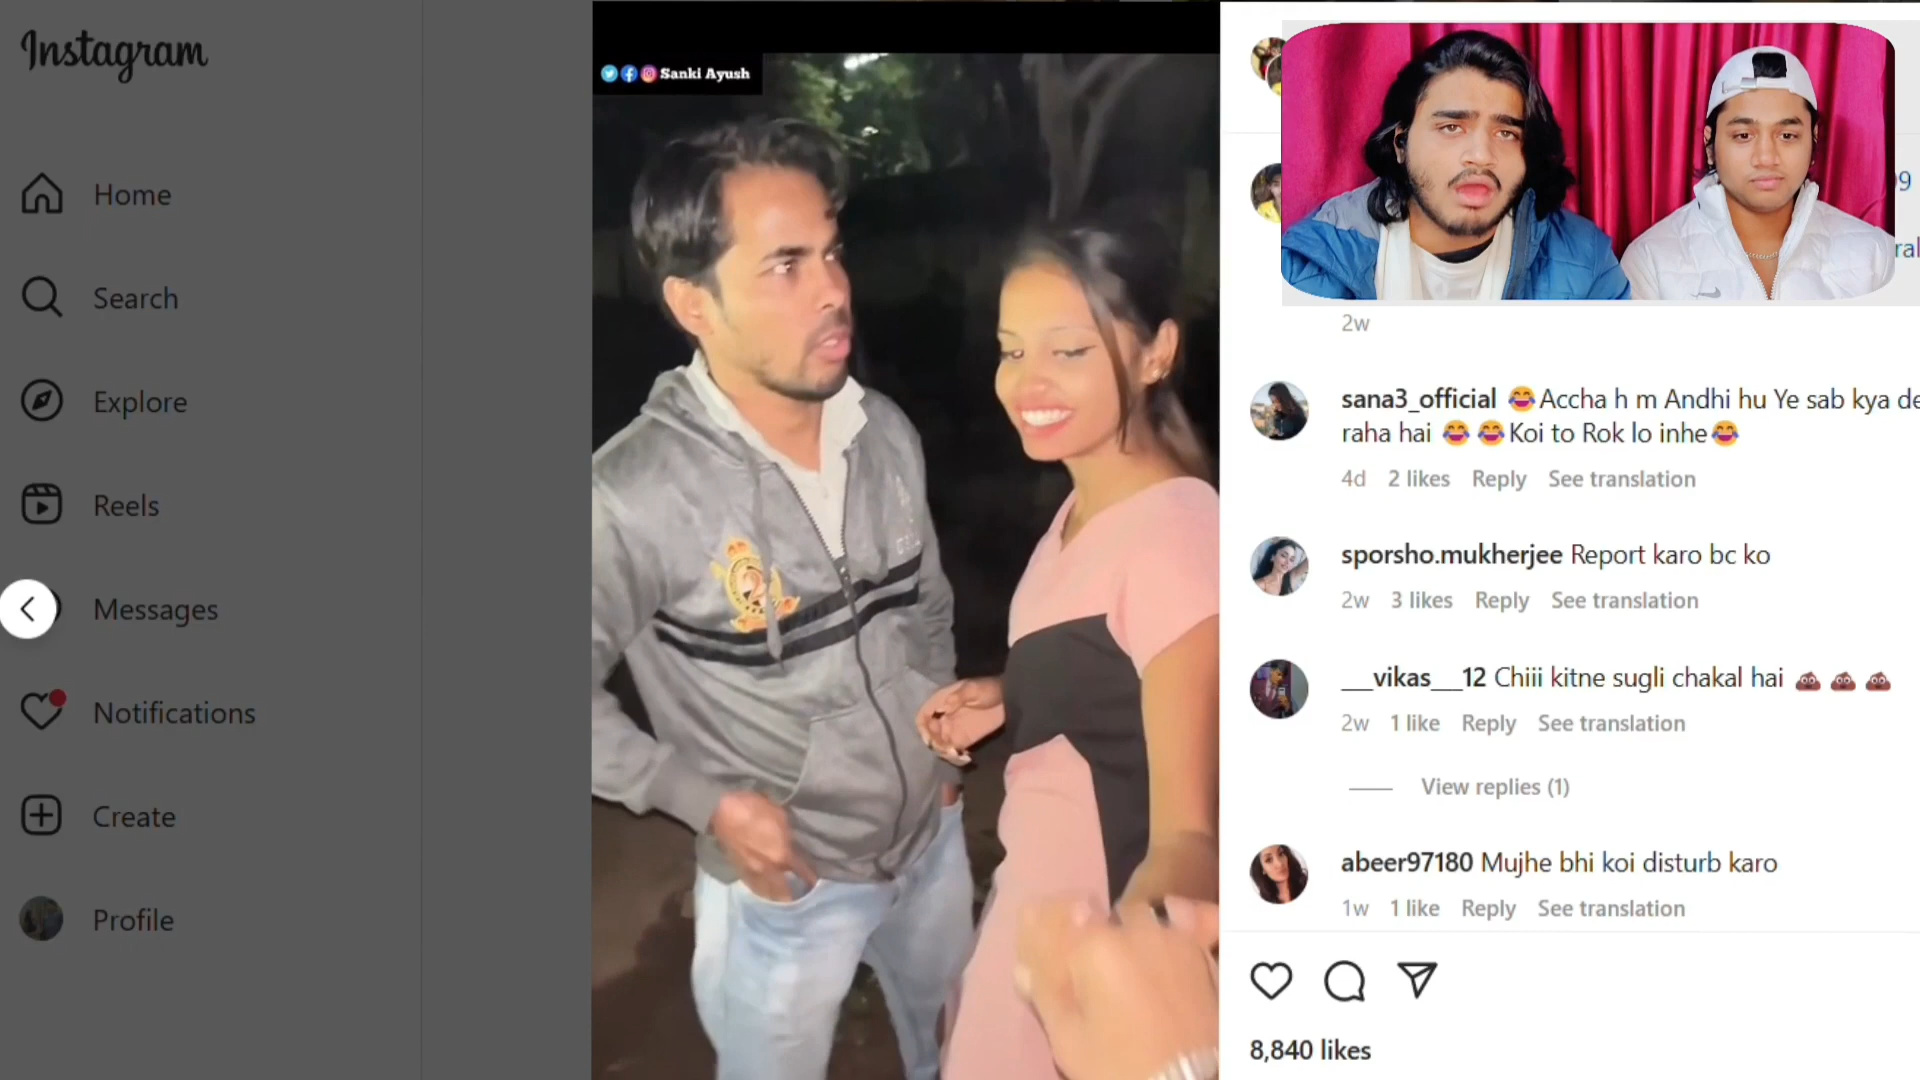 Instagram
Home
Search
Explore
Reels
Messages
Notifications
Create
Profile
Sanki Ayush
2w
sana3_official 😂Accha h m Andhi hu Ye sab kya
raha hai 😂 😂Koi to Rok lo inhe😂
4d 2 likes Reply See translation
sporsho.mukherjee Report karo bc ko
2w 3 likes Reply See translation
___vikas___12 Chiii kitne sugli chakal hai 💩 💩 💩
2w 1 like Reply See translation
View replies (1)
abeer97180 Mujhe bhi koi disturb karo
1w 1 like Reply See translation
8,840 likes